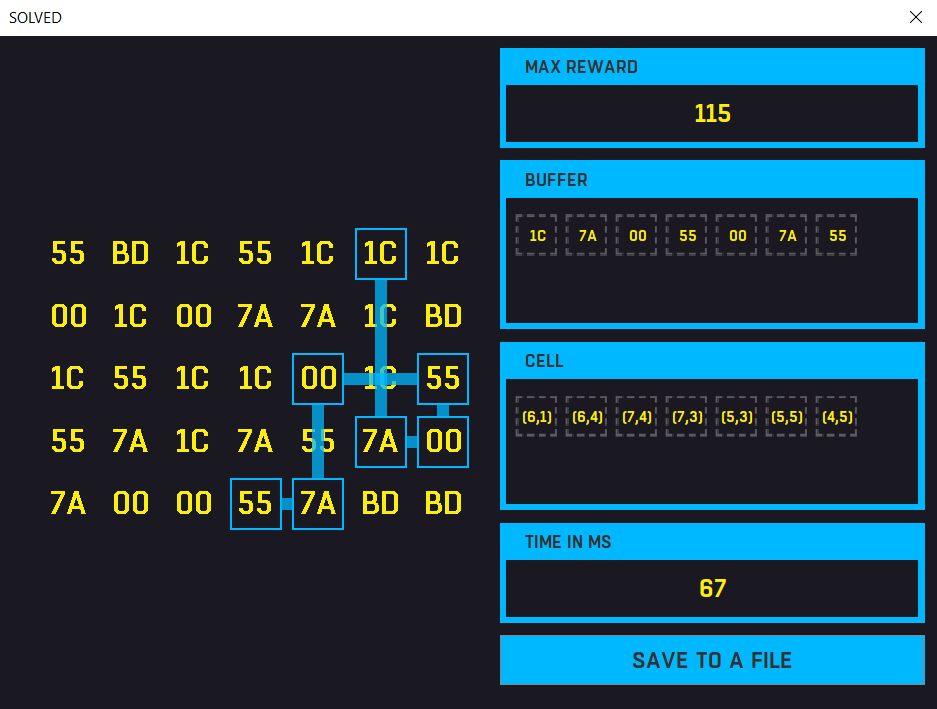 SOLVED
55 BD 1C 55 1C 1C 1C
00 1C 00 7A 7A 1C BD
1C 55 1C 1C 00 1C 55
55 7A 1C 7A 55 7A 00
7A 00 00 55 7A BD BD
MAX REWARD
115
BUFFER
1C 7A 00 55 00 7A 55
CELL
(6,1) (6,4) (7,4) (7,3) (5,3) (5,5) (4,5)
TIME IN MS
67
SAVE TO A FILE